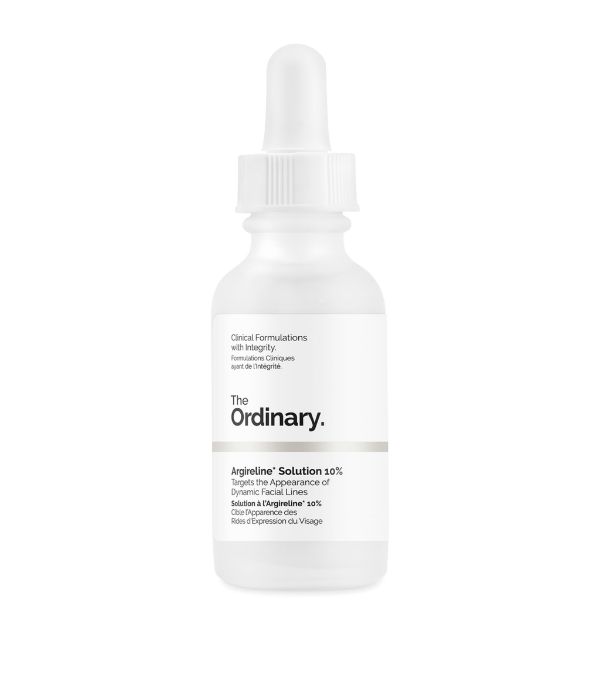 Clinical Formulations
with Integrity.
Formulations Cliniques
ayant de l'Intégrité.
The
Ordinary.
Argireline* Solution 10%
Targets the Appearance of
Dynamic Facial Lines
Solution à l'Argireline* 10%
Cible l'Apparence des
Rides d'Expression du Visage